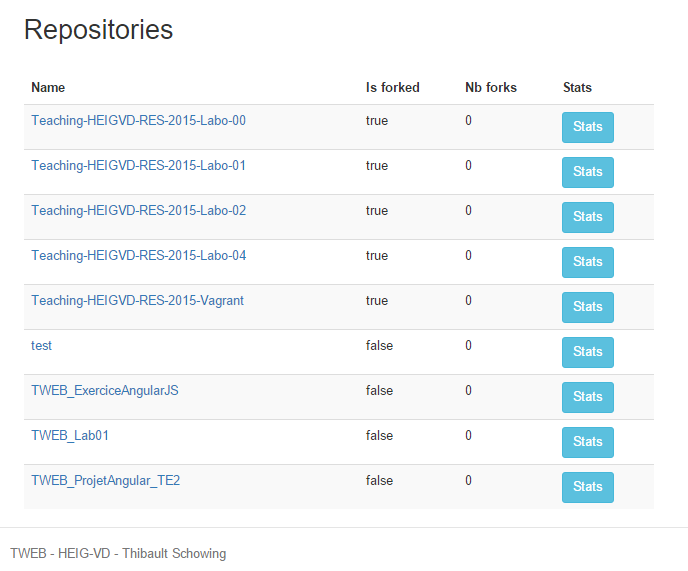 Repositories
Name Is forked Nb forks Stats
Teaching-HEIGVD-RES-2015-Labo-00 true 0 Stats
Teaching-HEIGVD-RES-2015-Labo-01 true 0 Stats
Teaching-HEIGVD-RES-2015-Labo-02 true 0 Stats
Teaching-HEIGVD-RES-2015-Labo-04 true 0 Stats
Teaching-HEIGVD-RES-2015-Vagrant true 0 Stats
test false 0 Stats
TWEB_ExerciceAngularJS false 0 Stats
TWEB_Lab01 false 0 Stats
TWEB_ProjetAngular_TE2 false 0 Stats
TWEB - HEIG-VD - Thibault Schowing